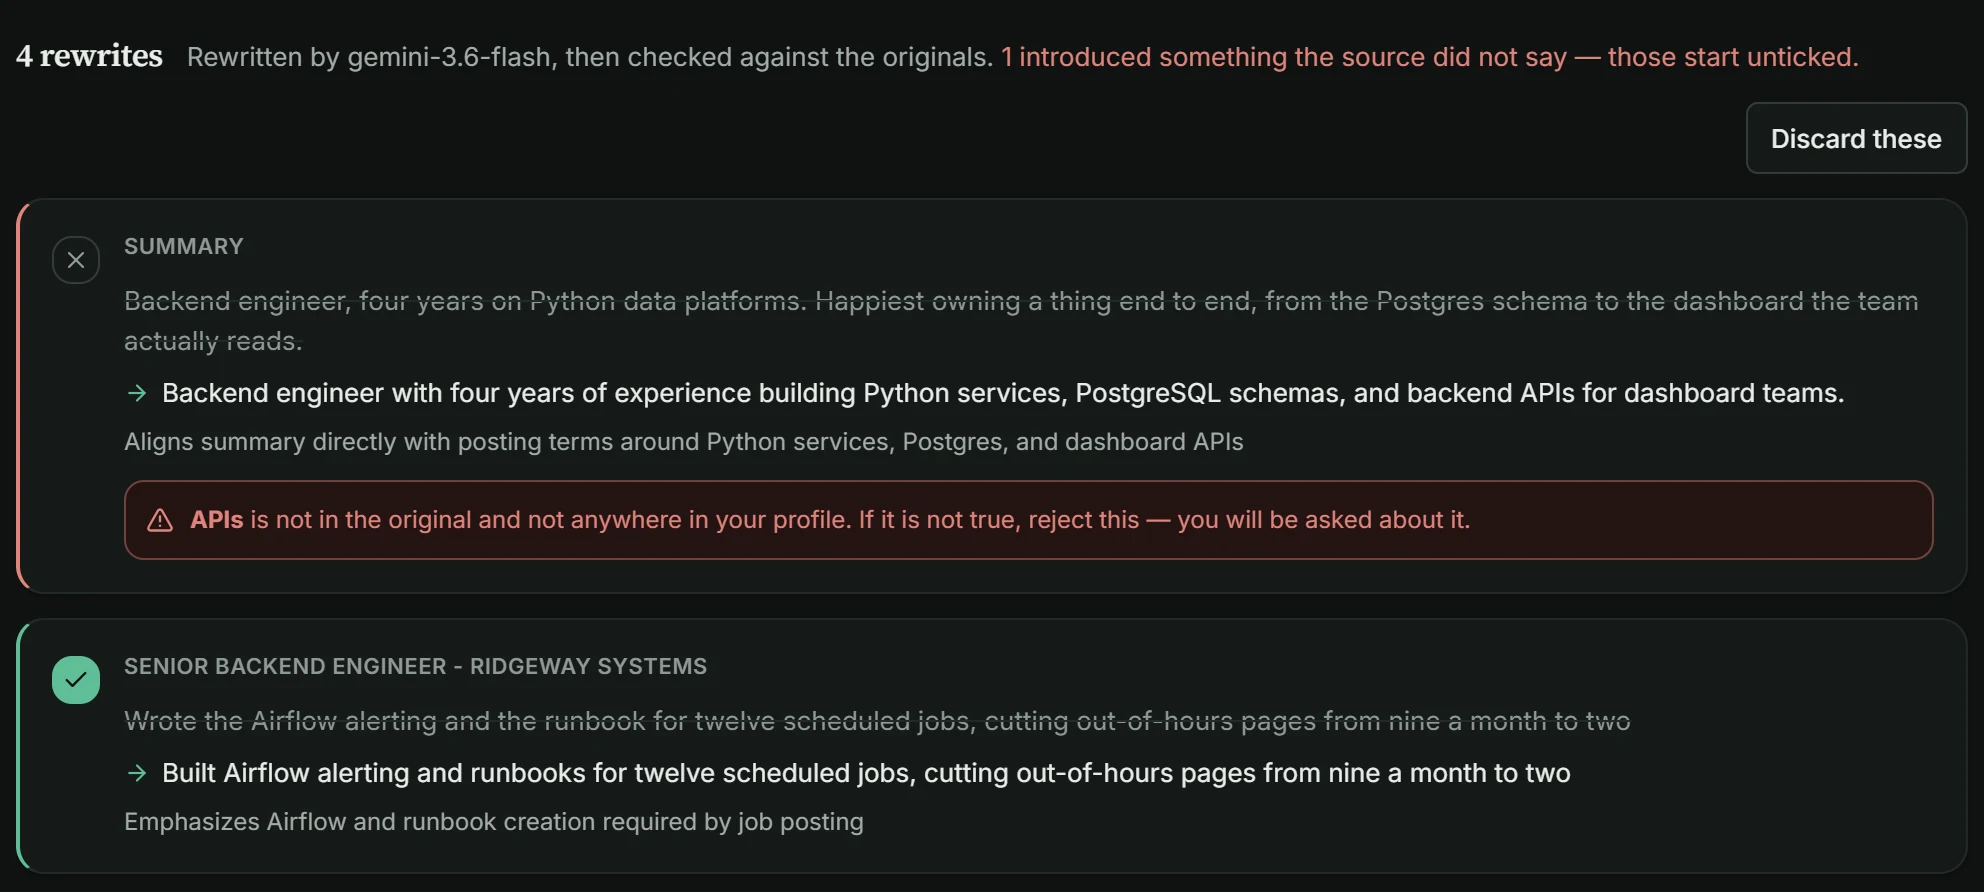 4 rewrites Rewritten by gemini-3.6-flash, then checked against the originals. 1 introduced something the source did not say — those start unticked.
Discard these
SUMMARY
Backend engineer, four years on Python data platforms. Happiest owning a thing end to end, from the Postgres schema to the dashboard the team
actually reads.
→ Backend engineer with four years of experience building Python services, PostgreSQL schemas, and backend APIs for dashboard teams.
Aligns summary directly with posting terms around Python services, Postgres, and dashboard APIs
APIs is not in the original and not anywhere in your profile. If it is not true, reject this — you will be asked about it.
SENIOR BACKEND ENGINEER - RIDGEWAY SYSTEMS
Wrote the Airflow alerting and the runbook for twelve scheduled jobs, cutting out-of-hours pages from nine a month to two
→ Built Airflow alerting and runbooks for twelve scheduled jobs, cutting out-of-hours pages from nine a month to two
Emphasizes Airflow and runbook creation required by job posting